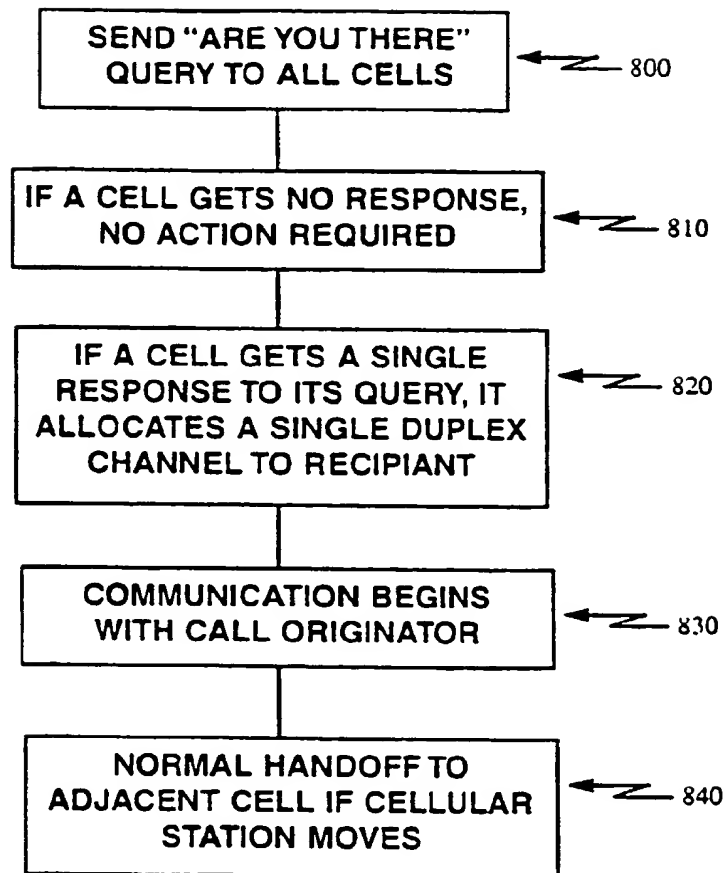 SEND "ARE YOU THERE"
QUERY TO ALL CELLS
800
IF A CELL GETS NO RESPONSE,
NO ACTION REQUIRED
810
IF A CELL GETS A SINGLE
RESPONSE TO ITS QUERY, IT
ALLOCATES A SINGLE DUPLEX
CHANNEL TO RECIPIANT
820
COMMUNICATION BEGINS
WITH CALL ORIGINATOR
830
NORMAL HANDOFF TO
ADJACENT CELL IF CELLULAR
STATION MOVES
840